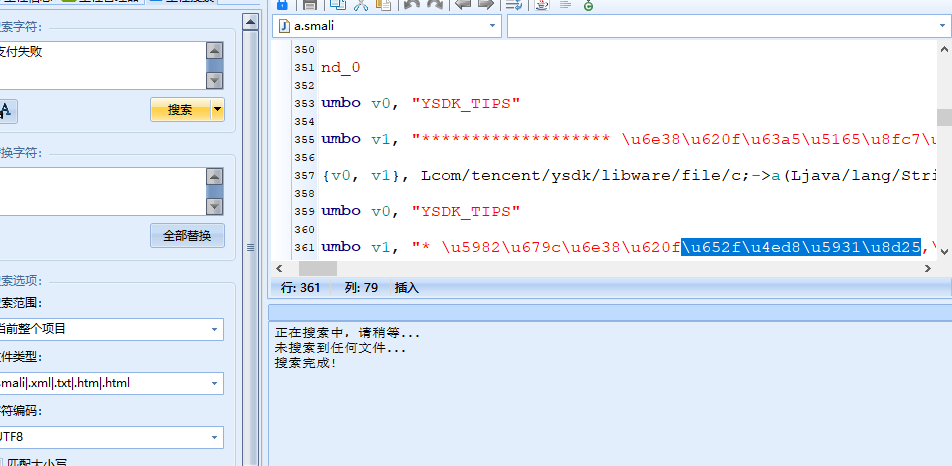 a.smali
索字符:
支付失败
搜索
换字符:
全部替换
索选项:
索范围:
当前整个项目
件类型:
smali|.xml|.txt|.htm|.html
字符编码:
UTF8
匹配大小写
350
351 nd_0
352
353 umbo v0, "YSDK_TIPS"
354
355 umbo v1, "******************* \u6e38\u620f\u63a5\u5165\u8fc7\u
356
357 {v0, v1}, Lcom/tencent/ysdk/libware/file/c;->a(Ljava/lang/Stri
358
359 umbo v0, "YSDK_TIPS"
360
361 umbo v1, "* \u5982\u679c\u6e38\u620f\u652f\u4ed8\u5931\u8d25,\
行: 361 列: 79 插入
正在搜索中, 请稍等...
未搜索到任何文件...
搜索完成!